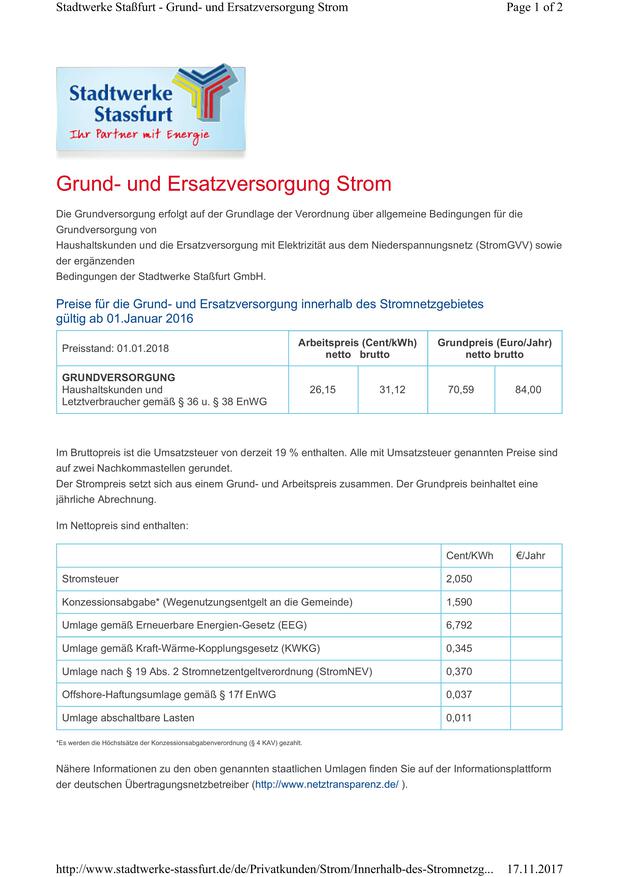 Stadtwerke Staßfurt - Grund- und Ersatzversorgung Strom Page 1 of 2
Stadtwerke
Stassfurt
Ihr Partner mit Energie
Grund- und Ersatzversorgung Strom
Die Grundversorgung erfolgt auf der Grundlage der Verordnung über allgemeine Bedingungen für die
Grundversorgung von
Haushaltskunden und die Ersatzversorgung mit Elektrizität aus dem Niederspannungsnetz (StromGVV) sowie
der ergänzenden
Bedingungen der Stadtwerke Staßfurt GmbH.
Preise für die Grund- und Ersatzversorgung innerhalb des Stromnetzgebietes
gültig ab 01.Januar 2016
Preisstand: 01.01.2018 Arbeitspreis (Cent/kWh) Grundpreis (Euro/Jahr)
netto brutto netto brutto
GRUNDVERSORGUNG
Haushaltskunden und 26,15 31,12 70,59 84,00
Letztverbraucher gemäß § 36 u. § 38 EnWG
Im Bruttopreis ist die Umsatzsteuer von derzeit 19 % enthalten. Alle mit Umsatzsteuer genannten Preise sind
auf zwei Nachkommastellen gerundet.
Der Strompreis setzt sich aus einem Grund- und Arbeitspreis zusammen. Der Grundpreis beinhaltet eine
jährliche Abrechnung.
Im Nettopreis sind enthalten:
Cent/KWh €/Jahr
Stromsteuer 2,050
Konzessionsabgabe* (Wegenutzungsentgelt an die Gemeinde) 1,590
Umlage gemäß Erneuerbare Energien-Gesetz (EEG) 6,792
Umlage gemäß Kraft-Wärme-Kopplungsgesetz (KWKG) 0,345
Umlage nach § 19 Abs. 2 Stromnetzentgeltverordnung (StromNEV) 0,370
Offshore-Haftungsumlage gemäß § 17f EnWG 0,037
Umlage abschaltbare Lasten 0,011
*Es werden die Höchstsätze der Konzessionsabgabenverordnung (§ 4 KAV) gezahlt.
Nähere Informationen zu den oben genannten staatlichen Umlagen finden Sie auf der Informationsplattform
der deutschen Übertragungsnetzbetreiber (http://www.netztransparenz.de/ ).
http://www.stadtwerke-stassfurt.de/de/Privatkunden/Strom/Innerhalb-des-Stromnetzg... 17.11.2017